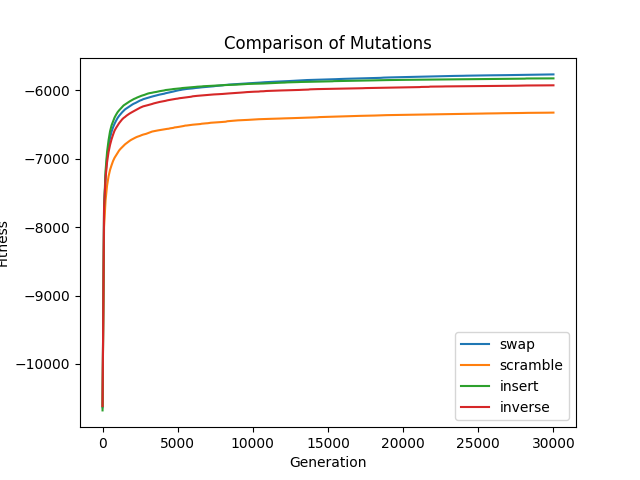 Comparison of Mutations
−6000
−7000
−8000
−9000
−10000
Fitness
0
5000
10000
15000
20000
25000
30000
Generation
swap
scramble
insert
inverse